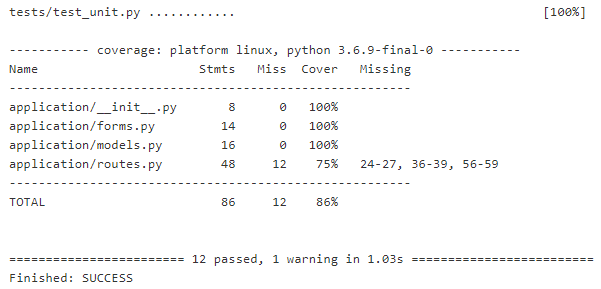 tests/test_unit.py ............ [100%]
----------- coverage: platform linux, python 3.6.9-final-0 -----------
Name Stmts Miss Cover Missing
-------------------------------------------------------
application/__init__.py 8 0 100%
application/forms.py 14 0 100%
application/models.py 16 0 100%
application/routes.py 48 12 75% 24-27, 36-39, 56-59
-------------------------------------------------------
TOTAL 86 12 86%
======================== 12 passed, 1 warning in 1.03s =========================
Finished: SUCCESS